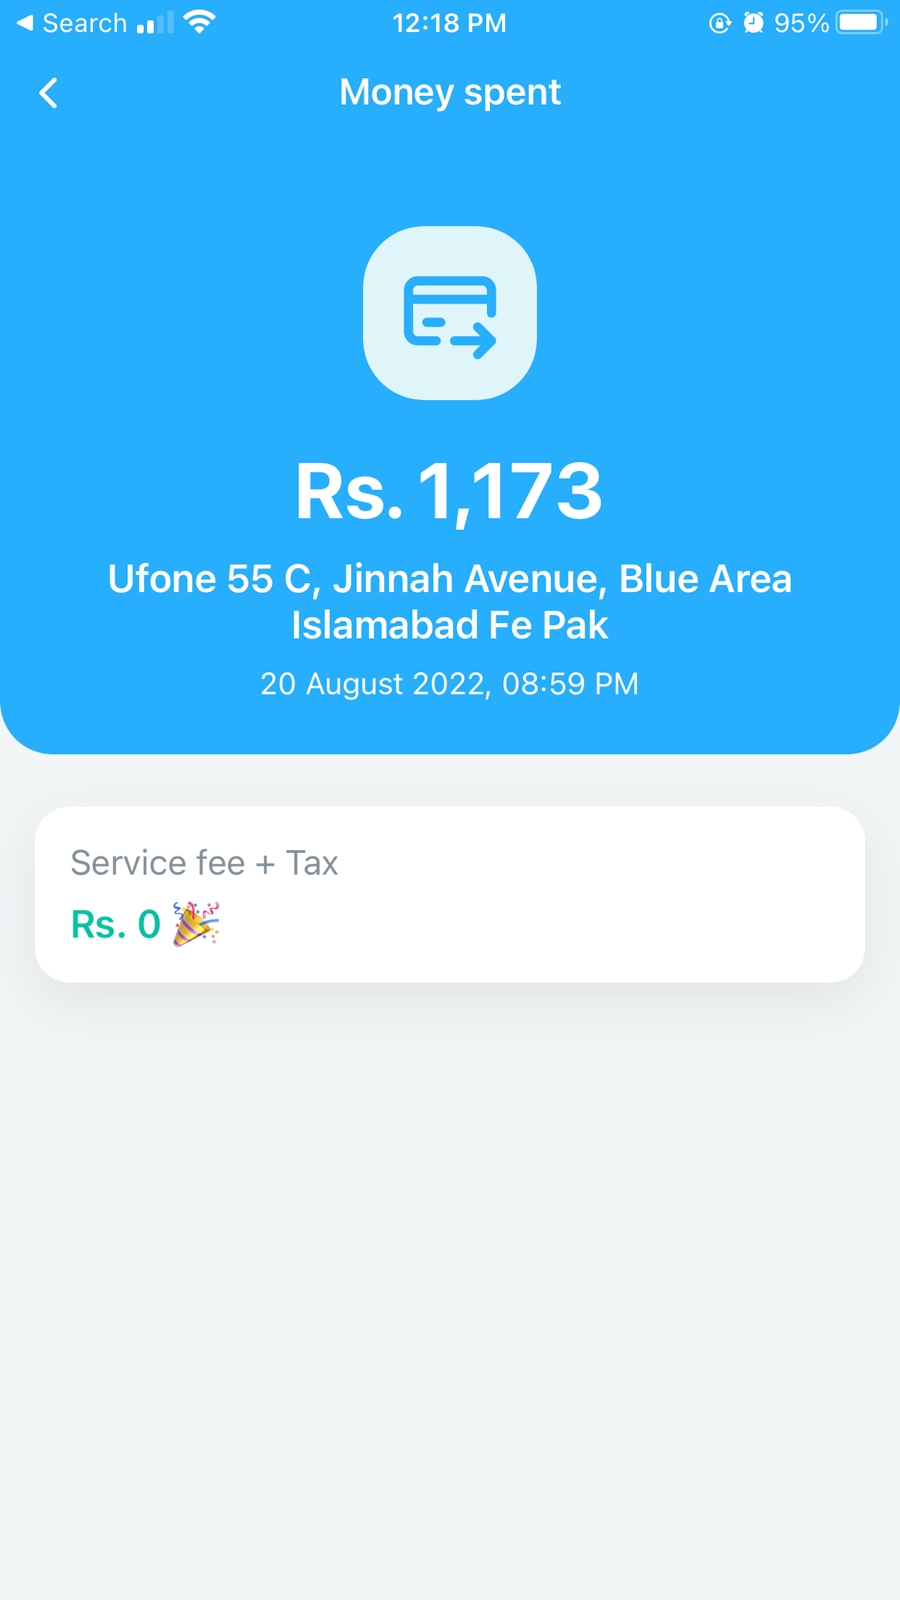 Search
12:18 PM
95%
Money spent
Rs. 1,173
Ufone 55 C, Jinnah Avenue, Blue Area
Islamabad Fe Pak
20 August 2022, 08:59 PM
Service fee + Tax
Rs. 0 🎉